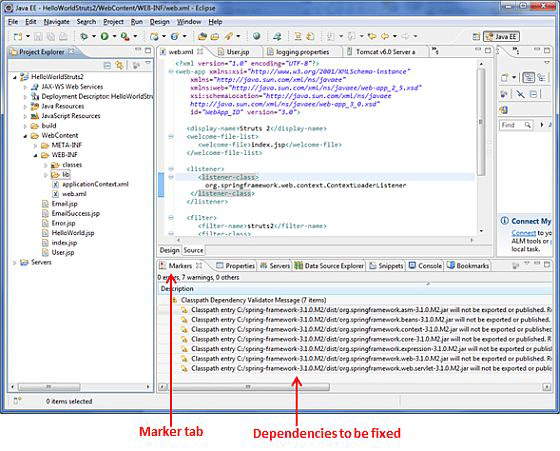 Java EE - HelloWorldStruts2/WebContent/WEB-INF/web.xml - Eclipse
File Edit Navigate Search Project Run Design Window Help
Java EE
Project Explorer
HelloWorldStruts2
JAX-WS Web Services
Deployment Descriptor: HelloWorldStr
Java Resources
JavaScript Resources
build
WebContent
META-INF
WEB-INF
classes
lib
applicationContext.xml
web.xml
Email.jsp
EmailSuccess.jsp
Error.jsp
HelloWorld.jsp
index.jsp
User.jsp
Servers
web.xml
User.jsp
logging.properties
Tomcat v6.0 Server a
<?xml version="1.0" encoding="UTF-8"?>
<web-app xmlns:xsi="http://www.w3.org/2001/XMLSchema-instance"
xmlns="http://java.sun.com/xml/ns/javaee"
xmlns:web="http://java.sun.com/xml/ns/javaee/web-app_2_5.xsd"
xsi:schemaLocation="http://java.sun.com/xml/ns/javaee
http://java.sun.com/xml/ns/javaee/web-app_3_0.xsd"
id="WebApp_ID" version="3.0">
<display-name>Struts 2</display-name>
<welcome-file-list>
<welcome-file>index.jsp</welcome-file>
</welcome-file-list>
<listener>
<listener-class>
org.springframework.web.context.ContextLoaderListener
</listener-class>
</listener>
<filter>
<filter-name>struts2</filter-name>
<filter-class>
Design Source
Find
Connect My
Connect to your
ALM tools or
local task.
Markers
Properties
Servers
Data Source Explorer
Snippets
Console
Bookmarks
0 errors, 7 warnings, 0 others
Description
Classpath Dependency Validator Message (7 items)
Classpath entry C:/spring-framework-3.1.0.M2/dist/org.springframework.asm-3.1.0.M2.jar will not be exported or published. R
Classpath entry C:/spring-framework-3.1.0.M2/dist/org.springframework.beans-3.1.0.M2.jar will not be exported or published.
Classpath entry C:/spring-framework-3.1.0.M2/dist/org.springframework.context-3.1.0.M2.jar will not be exported or publishe
Classpath entry C:/spring-framework-3.1.0.M2/dist/org.springframework.core-3.1.0.M2.jar will not be exported or published. R
Classpath entry C:/spring-framework-3.1.0.M2/dist/org.springframework.expression-3.1.0.M2.jar will not be exported or publis
Classpath entry C:/spring-framework-3.1.0.M2/dist/org.springframework.web-3.1.0.M2.jar will not be exported or published. R
Classpath entry C:/spring-framework-3.1.0.M2/dist/org.springframework.web.servlet-3.1.0.M2.jar will not be exported or publi
0 items selected
Marker tab
Dependencies to be fixed